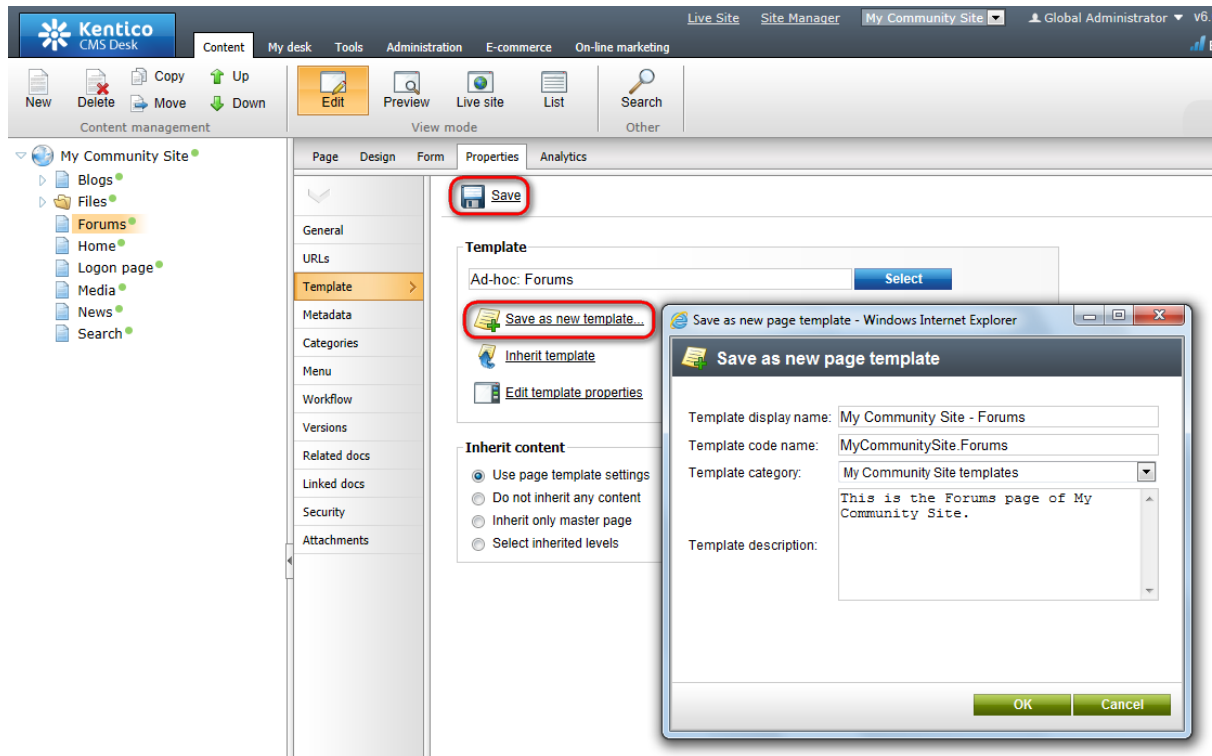 Live Site Site Manager My Community Site Global Administrator v6.
Kentico
CMS Desk
Content My desk Tools Administration E-commerce On-line marketing
New Delete Copy Move Up Down Edit Preview Live site List Search
Content management View mode Other
My Community Site
Blogs
Files
Forums
Home
Logon page
Media
News
Search
Page Design Form Properties Analytics
General
URLs
Template
Metadata
Categories
Menu
Workflow
Versions
Related docs
Linked docs
Security
Attachments
Save
Template
Ad-hoc: Forums Select
Save as new template...
Inherit template
Edit template properties
Inherit content
Use page template settings
Do not inherit any content
Inherit only master page
Select inherited levels
Save as new page template - Windows Internet Explorer
Save as new page template
Template display name: My Community Site - Forums
Template code name: MyCommunitySite.Forums
Template category: My Community Site templates
Template description: This is the Forums page of My
Community Site.
OK Cancel